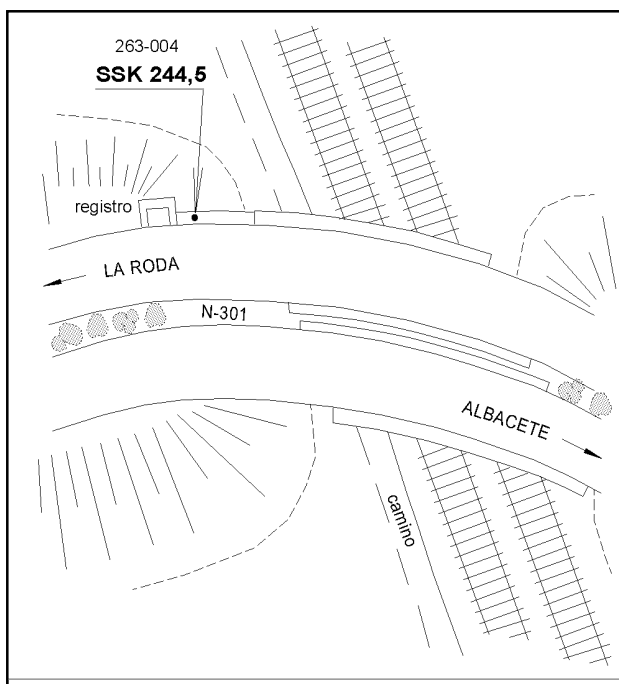 263-004
SSK 244,5
registro
LA RODA
N-301
ALBACETE
camino